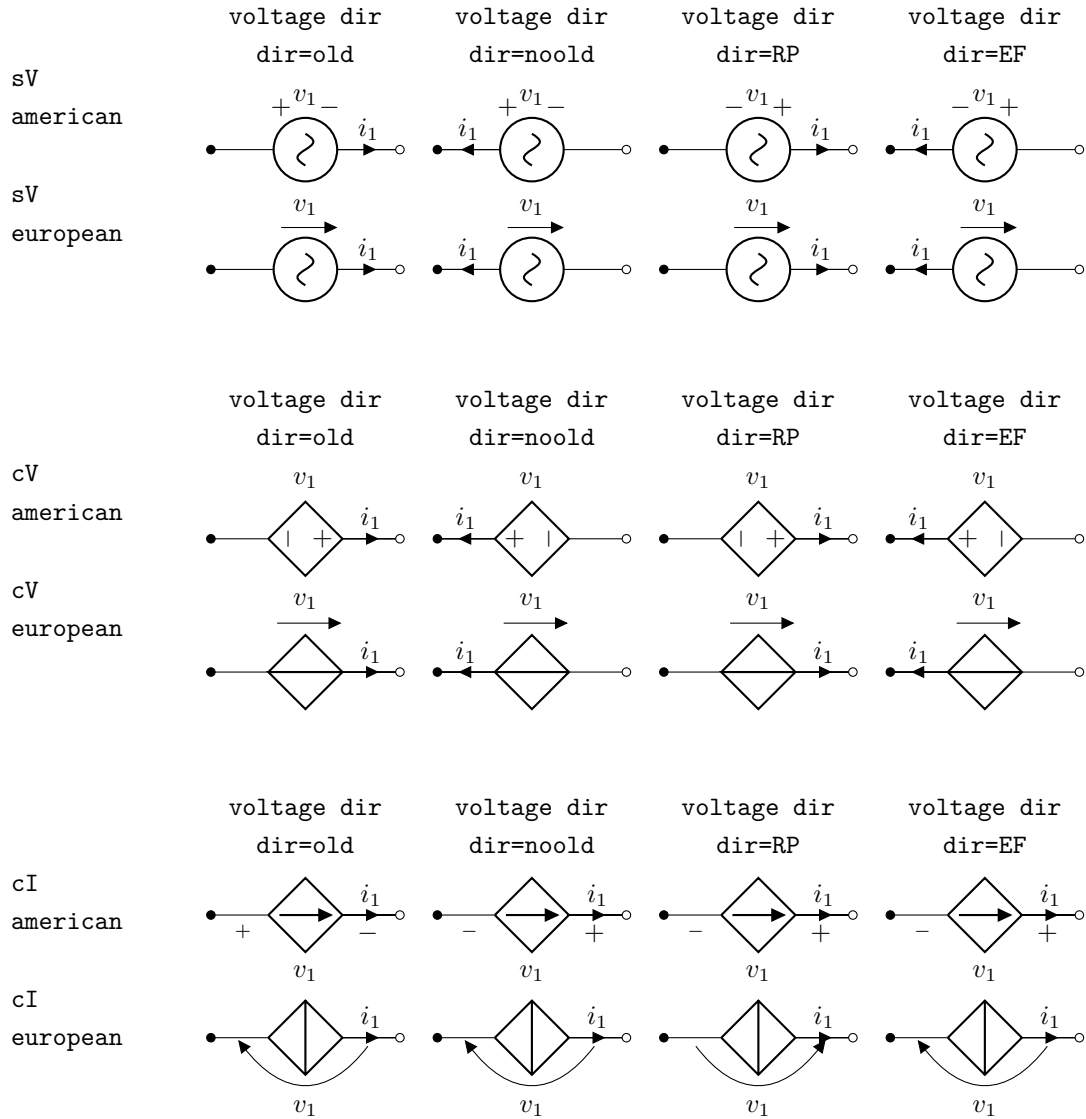 voltage dir voltage dir voltage dir voltage dir
dir=old dir=noold dir=RP dir=EF
sV
american
+ v₁ − + v₁ − − v₁ + − v₁ +
i₁ i₁ i₁ i₁
sV
european
v₁ v₁ v₁ v₁
i₁ i₁ i₁ i₁
voltage dir voltage dir voltage dir voltage dir
dir=old dir=noold dir=RP dir=EF
cV
american
v₁ v₁ v₁ v₁
− + i₁ i₁ + − − + i₁ i₁ + −
cV
european
v₁ v₁ v₁ v₁
i₁ i₁ i₁ i₁
voltage dir voltage dir voltage dir voltage dir
dir=old dir=noold dir=RP dir=EF
cI
american
i₁ i₁ i₁ i₁
+ − − + − + − +
v₁ v₁ v₁ v₁
cI
european
i₁ i₁ i₁ i₁
v₁ v₁ v₁ v₁